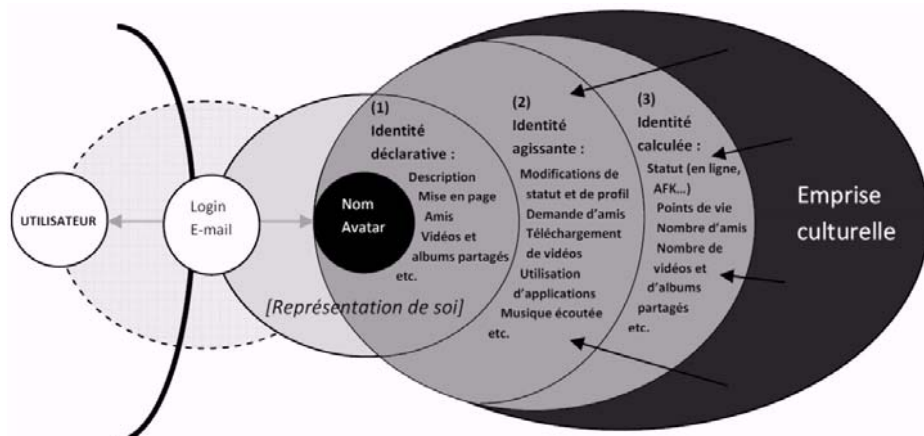 UTILISATEUR
Login
E-mail
Nom
Avatar
(1)
Identité
déclarative :
Description
Mise en page
Amis
Vidéos et
albums partagés
etc.
[Représentation de soi]
(2)
Identité
agissante :
Modifications de
statut et de profil
Demande d'amis
Téléchargement
de vidéos
Utilisation
d'applications
Musique écoutée
etc.
(3)
Identité
calculée :
Statut (en ligne,
AFK...)
Points de vie
Nombre d'amis
Nombre de
vidéos et
d'albums
partagés
etc.
Emprise
culturelle